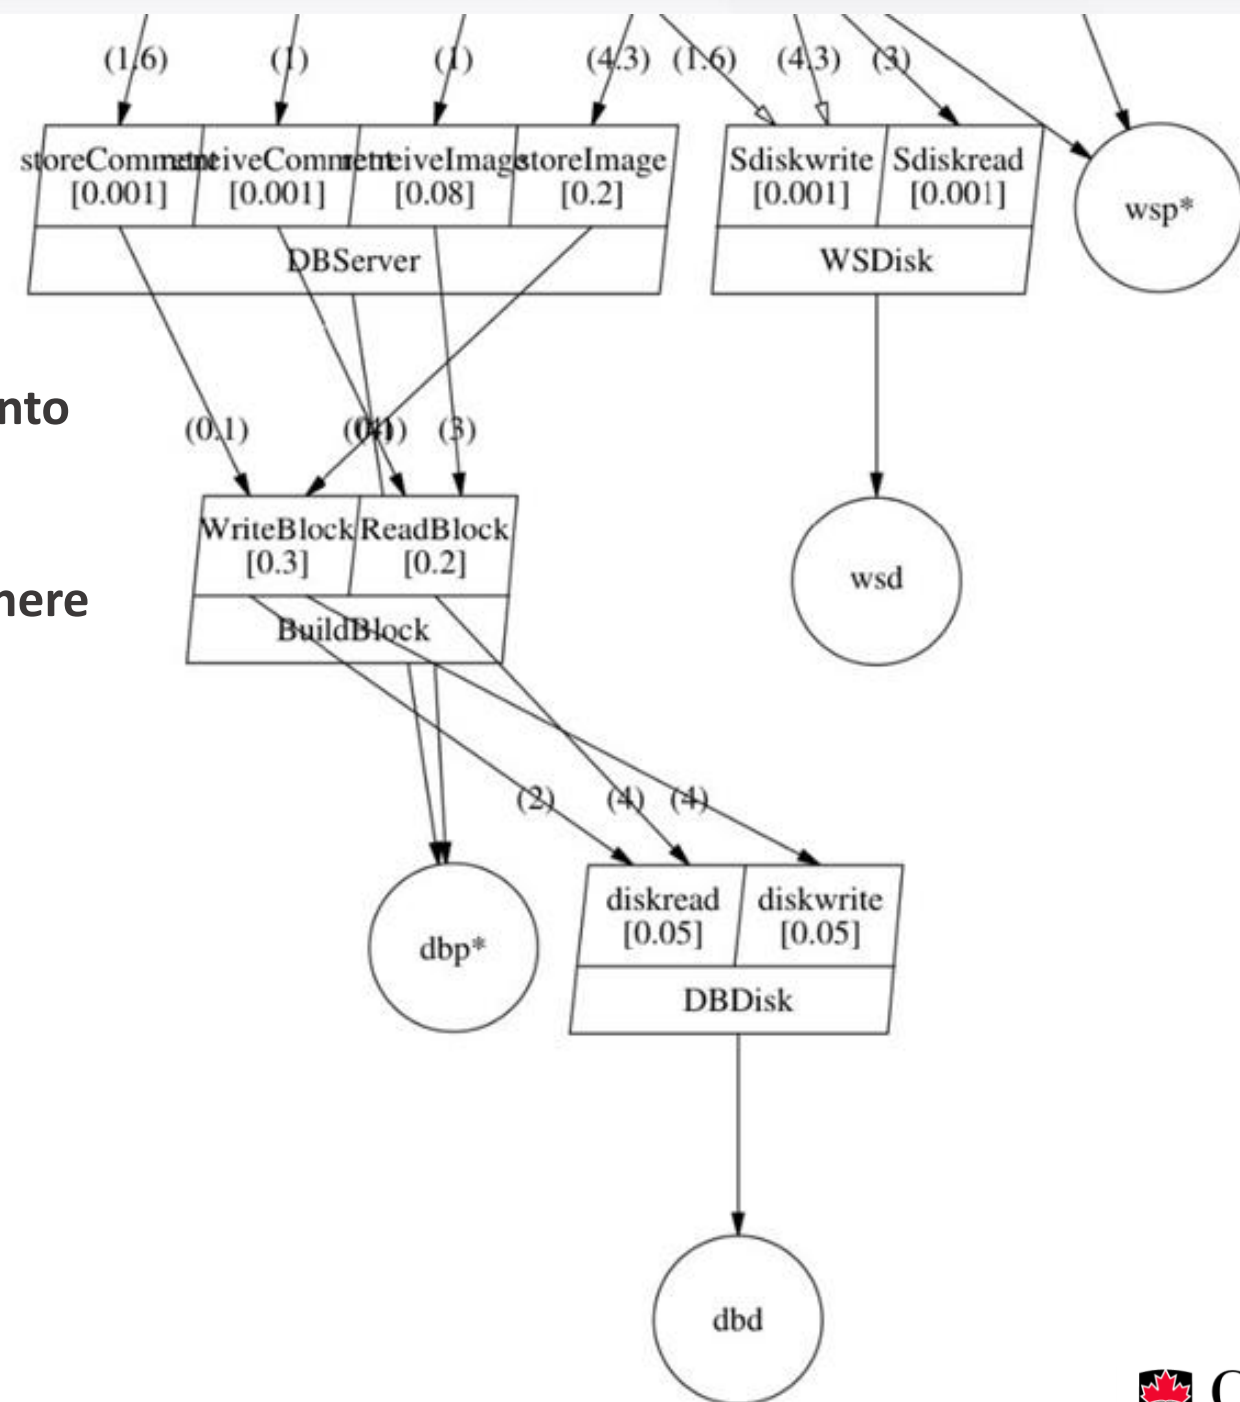 (1.6) (1) (1) (4.3) (1.6) (4.3) (3)
storeComment storeImage
[0.001] [0.001] [0.08] [0.2]
DBServer
Sdiskwrite Sdiskread
[0.001] [0.001]
WSDisk
wsp*
nto
(0.1) (3)
WriteBlock ReadBlock
[0.3] [0.2]
BuildBlock
wsd
here
(2) (4) (4)
dbp*
diskread diskwrite
[0.05] [0.05]
DBDisk
dbd
C